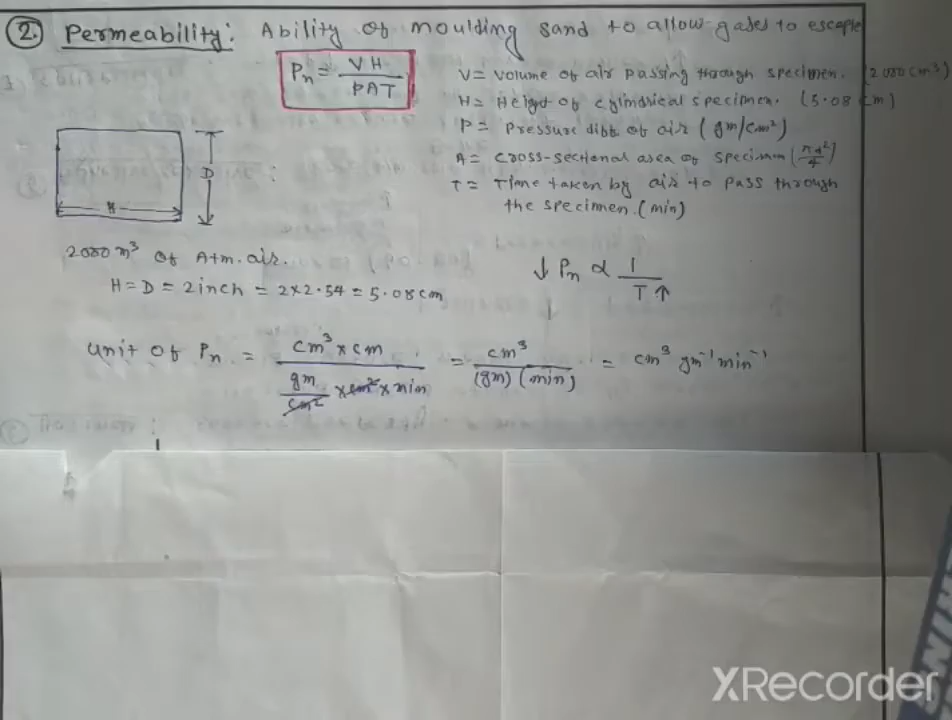 ② Permeability: Ability of moulding sand to allow gases to escape
Pn = VH / PAT
V = volume of air passing through specimen. (2000 cm³)
H = Height of cylindrical specimen. (5.08 cm)
P = Pressure diff of air (gm/cm²)
A = cross-sectional area of specimen (πd²/4)
T = Time taken by air to pass through
the specimen. (min)
D
H
2000 m³ of Atm. air.
H = D = 2 inch = 2×2.54 = 5.08 cm
↓ Pn ∝ 1 / T↑
unit of Pn = cm³ × cm / gm/cm² × cm² × min = cm³ / (gm) (min) = cm³ gm⁻¹ min⁻¹
XRecorder